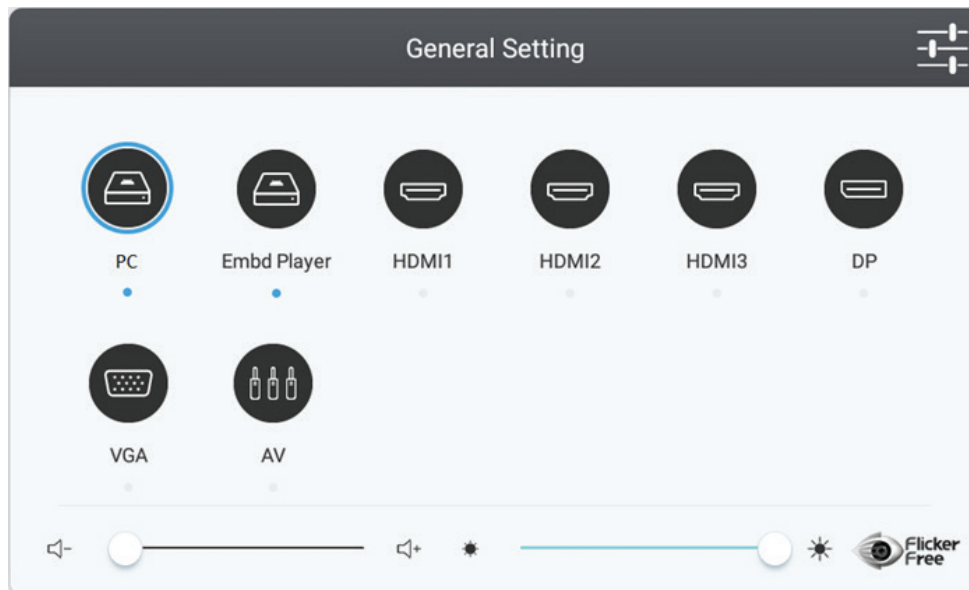 General Setting
PC
Embd Player
HDMI1
HDMI2
HDMI3
DP
VGA
AV
Flicker
Free